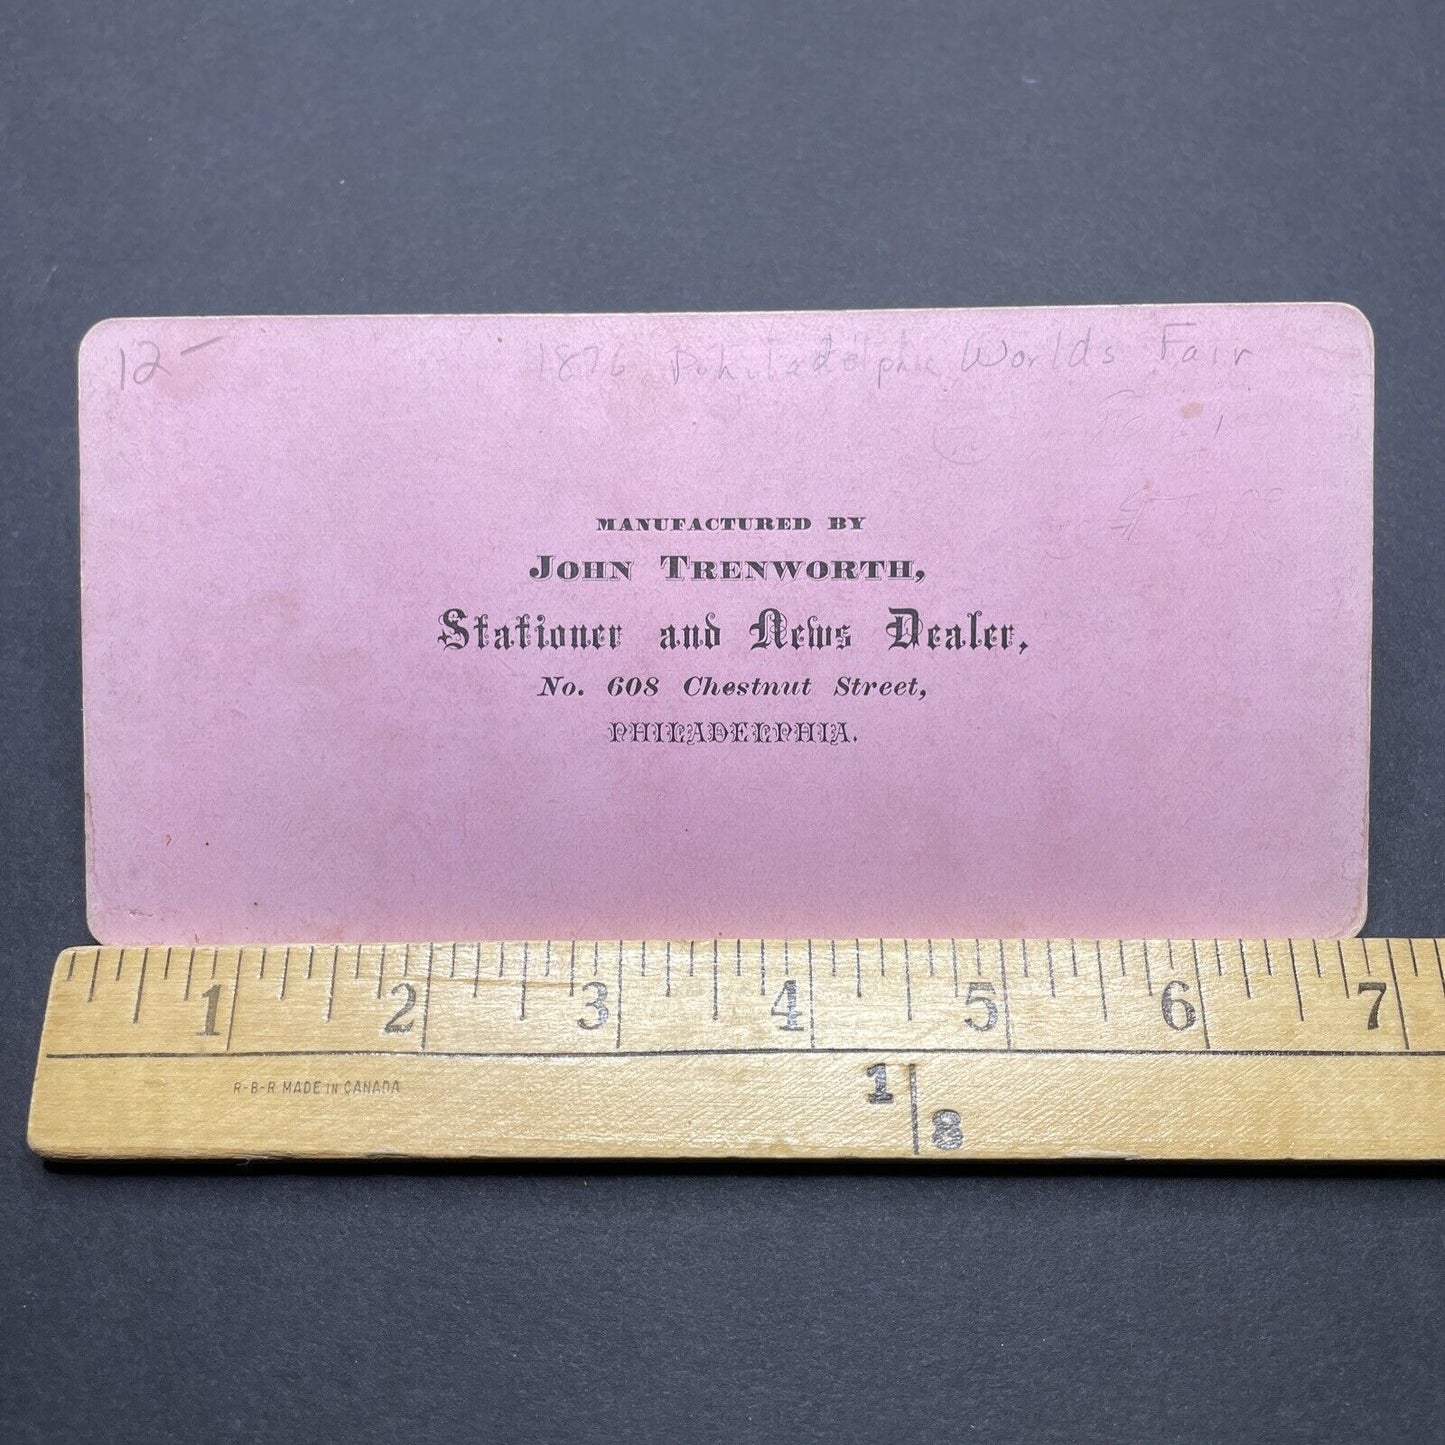 12-
1876 Philadelphia Worlds Fair
MANUFACTURED BY
JOHN TRENWORTH,
Stationer and News Dealer,
No. 608 Chestnut Street,
PHILADELPHIA.
1 2 3 4 5 6 7
R-B-R MADE IN CANADA
1/8